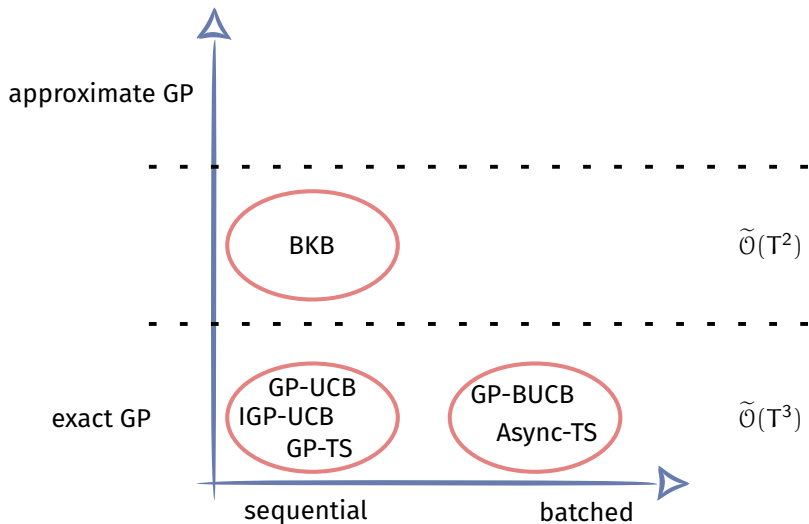 approximate GP
BKB
Õ(T²)
GP-UCB
IGP-UCB
GP-TS
GP-BUCB
Async-TS
exact GP
Õ(T³)
sequential
batched